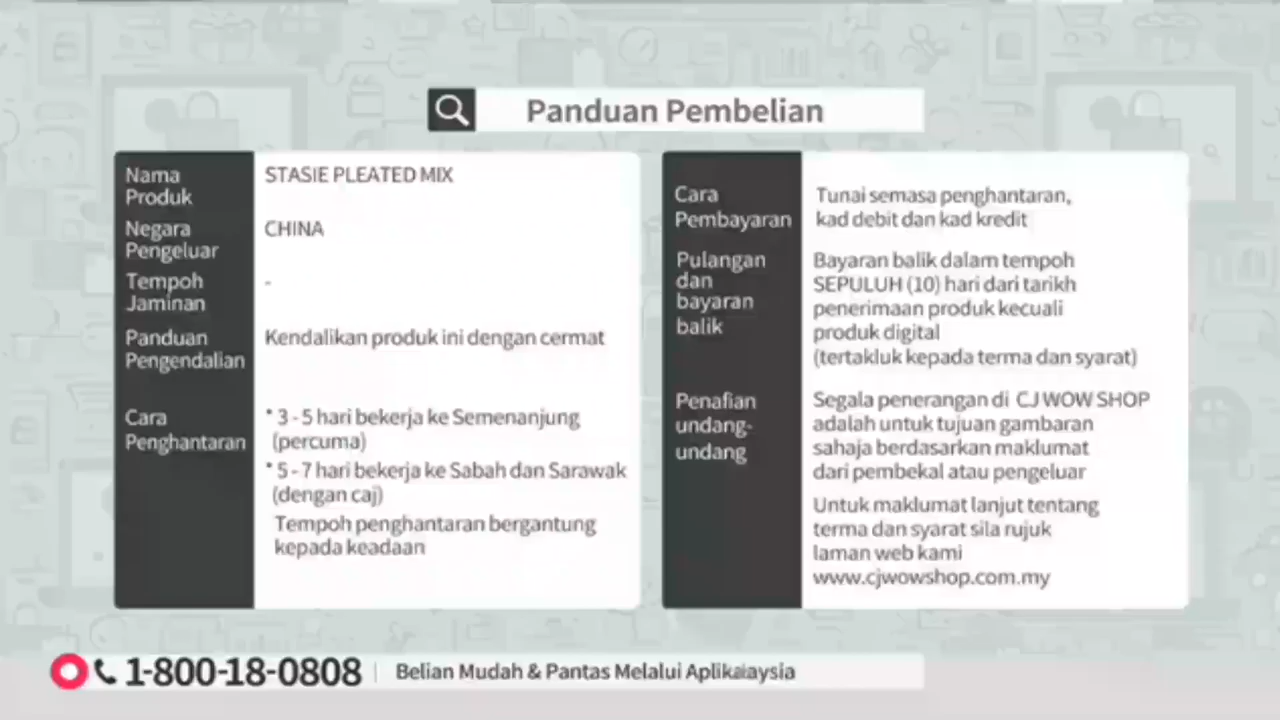 Panduan Pembelian
Nama
Produk
STASIE PLEATED MIX
Negara
Pengeluar
CHINA
Tempoh
Jaminan
-
Panduan
Pengendalian
Kendalikan produk ini dengan cermat
Cara
Penghantaran
* 3 - 5 hari bekerja ke Semenanjung
(percuma)
* 5 - 7 hari bekerja ke Sabah dan Sarawak
(dengan caj)
Tempoh penghantaran bergantung
kepada keadaan
Cara
Pembayaran
Tunai semasa penghantaran,
kad debit dan kad kredit
Pulangan
dan
bayaran
balik
Bayaran balik dalam tempoh
SEPULUH (10) hari dari tarikh
penerimaan produk kecuali
produk digital
(tertakluk kepada terma dan syarat)
Penafian
undang-
undang
Segala penerangan di CJ WOW SHOP
adalah untuk tujuan gambaran
sahaja berdasarkan maklumat
dari pembekal atau pengeluar
Untuk maklumat lanjut tentang
terma dan syarat sila rujuk
laman web kami
www.cjwowshop.com.my
1-800-18-0808
Belian Mudah & Pantas Melalui